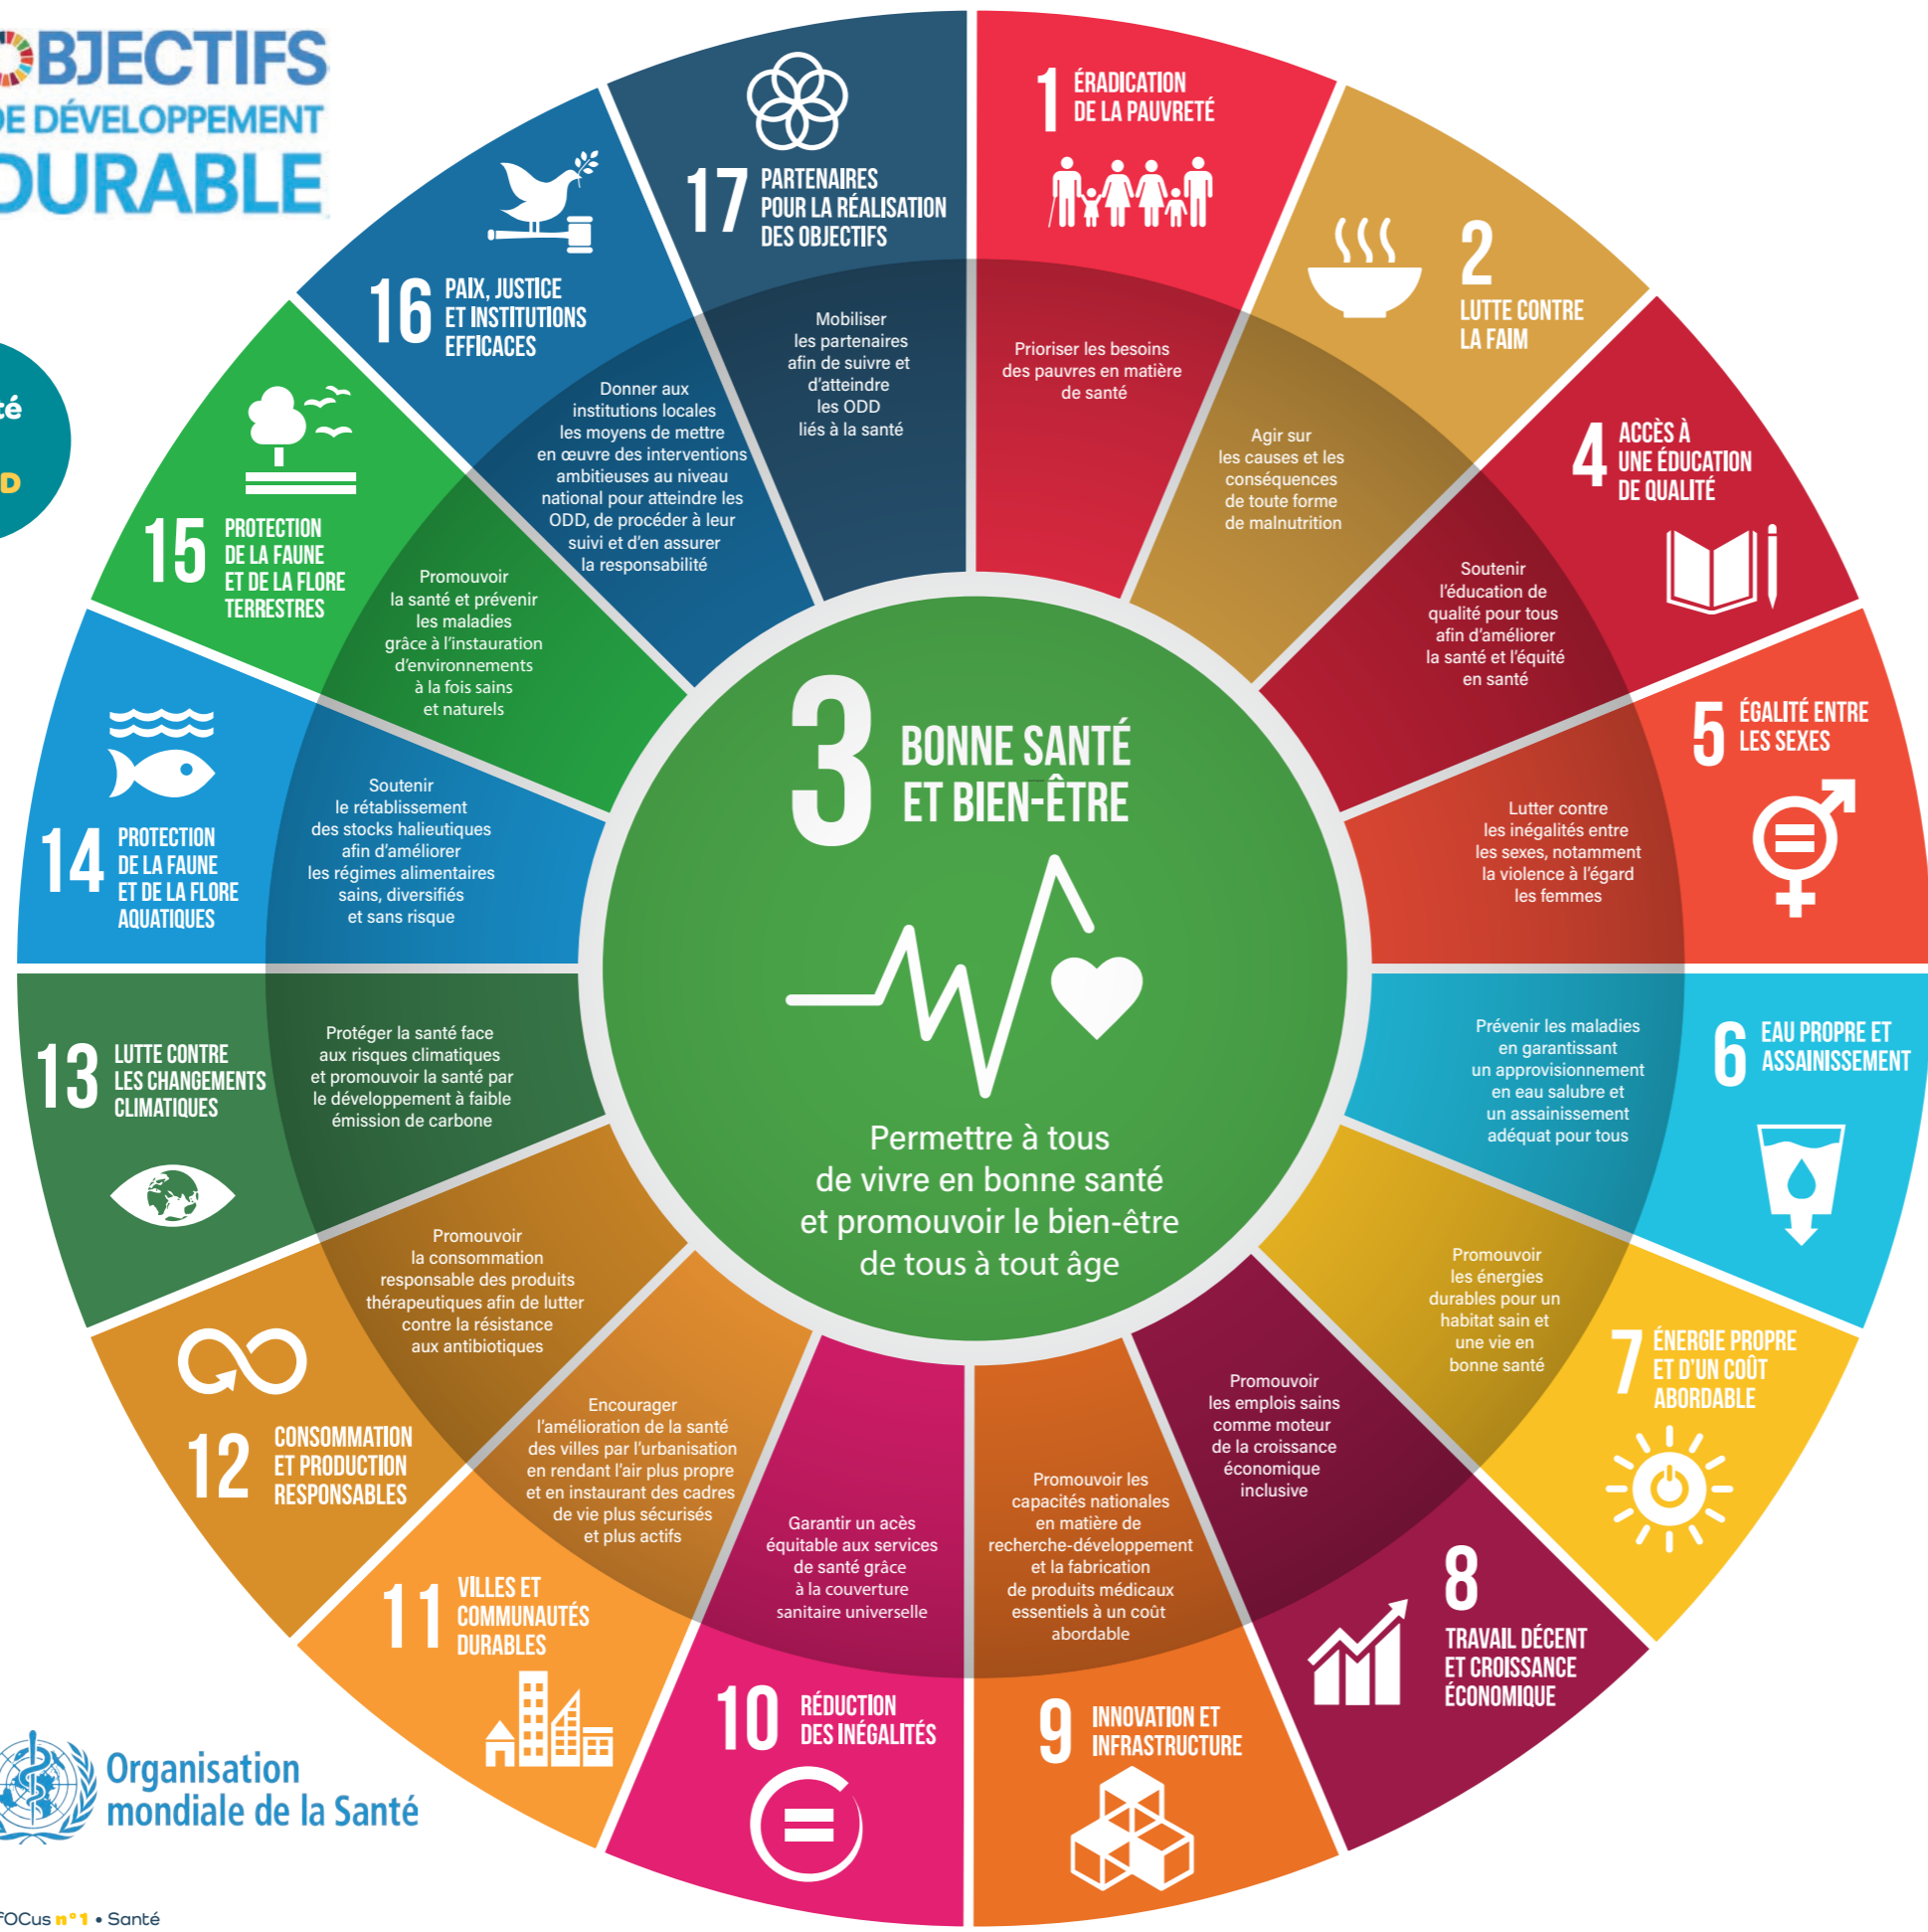 OBJECTIFS
DE DÉVELOPPEMENT
DURABLE
1
ÉRADICATION
DE LA PAUVRETÉ
Prioriser les besoins
des pauvres en matière
de santé
2
LUTTE CONTRE
LA FAIM
Agir sur
les causes et les
conséquences
de toute forme
de malnutrition
3
BONNE SANTÉ
ET BIEN-ÊTRE
Permettre à tous
de vivre en bonne santé
et promouvoir le bien-être
de tous à tout âge
4
ACCÈS À
UNE ÉDUCATION
DE QUALITÉ
Soutenir
l'éducation de
qualité pour tous
afin d'améliorer
la santé et l'équité
en santé
5
ÉGALITÉ ENTRE
LES SEXES
Lutter contre
les inégalités entre
les sexes, notamment
la violence à l'égard
les femmes
6
EAU PROPRE ET
ASSAINISSEMENT
Prévenir les maladies
en garantissant
un approvisionnement
en eau salubre et
un assainissement
adéquat pour tous
7
ÉNERGIE PROPRE
ET D'UN COÛT
ABORDABLE
Promouvoir
les énergies
durables pour un
habitat sain et
une vie en
bonne santé
8
TRAVAIL DÉCENT
ET CROISSANCE
ÉCONOMIQUE
Promouvoir
les emplois sains
comme moteur
de la croissance
économique
inclusive
9
INNOVATION ET
INFRASTRUCTURE
Promouvoir les
capacités nationales
en matière de
recherche-développement
et la fabrication
de produits médicaux
essentiels à un coût
abordable
10
RÉDUCTION
DES INÉGALITÉS
Garantir un acès
équitable aux services
de santé grâce
à la couverture
sanitaire universelle
11
VILLES ET
COMMUNAUTÉS
DURABLES
Encourager
l'amélioration de la santé
des villes par l'urbanisation
en rendant l'air plus propre
et en instaurant des cadres
de vie plus sécurisés
et plus actifs
12
CONSOMMATION
ET PRODUCTION
RESPONSABLES
Promouvoir
la consommation
responsable des produits
thérapeutiques afin de lutter
contre la résistance
aux antibiotiques
13
LUTTE CONTRE
LES CHANGEMENTS
CLIMATIQUES
Protéger la santé face
aux risques climatiques
et promouvoir la santé par
le développement à faible
émission de carbone
14
PROTECTION
DE LA FAUNE
ET DE LA FLORE
AQUATIQUES
Soutenir
le rétablissement
des stocks halieutiques
afin d'améliorer
les régimes alimentaires
sains, diversifiés
et sans risque
15
PROTECTION
DE LA FAUNE
ET DE LA FLORE
TERRESTRES
Promouvoir
la santé et prévenir
les maladies
grâce à l'instauration
d'environnements
à la fois sains
et naturels
16
PAIX, JUSTICE
ET INSTITUTIONS
EFFICACES
Donner aux
institutions locales
les moyens de mettre
en œuvre des interventions
ambitieuses au niveau
national pour atteindre les
ODD, de procéder à leur
suivi et d'en assurer
la responsabilité
17
PARTENAIRES
POUR LA RÉALISATION
DES OBJECTIFS
Mobiliser
les partenaires
afin de suivre et
d'atteindre
les ODD
liés à la santé
té
D
Organisation
mondiale de la Santé
fOCus n°1 • Santé